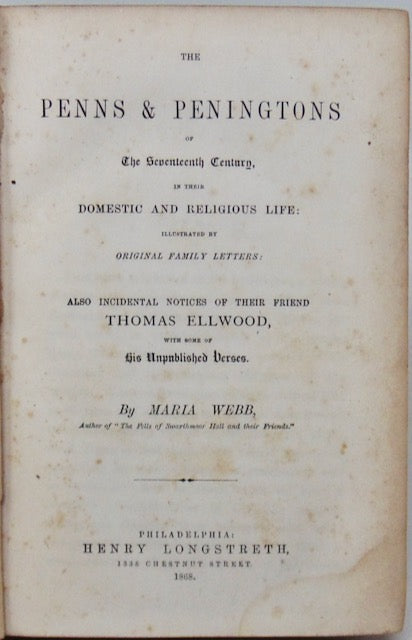 THE
PENNS & PENINGTONS
OF
The Seventeenth Century,
IN THEIR
DOMESTIC AND RELIGIOUS LIFE:
ILLUSTRATED BY
ORIGINAL FAMILY LETTERS:
ALSO INCIDENTAL NOTICES OF THEIR FRIEND
THOMAS ELLWOOD,
WITH SOME OF
His Unpublished Verses.
By MARIA WEBB,
Author of "The Fells of Swarthmoor Hall and their Friends."
PHILADELPHIA:
HENRY LONGSTRETH,
1336 CHESTNUT STREET.
1868.